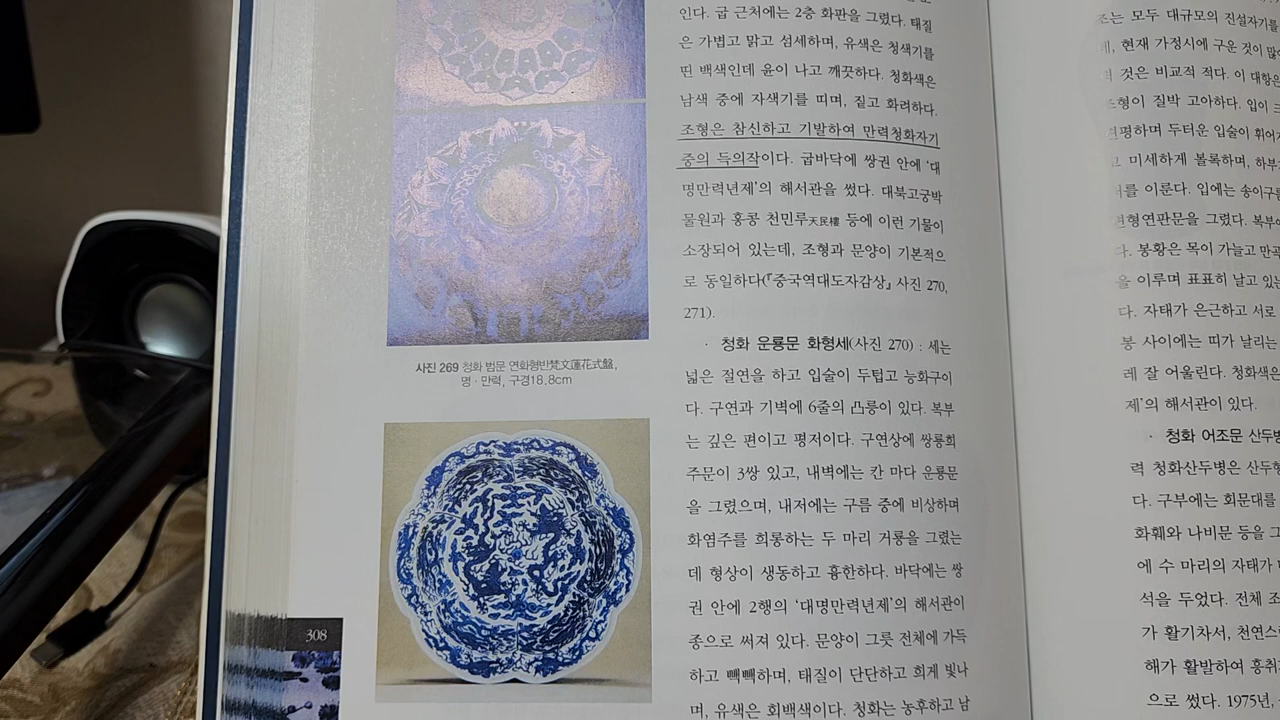 인다. 굽 근처에는 2층 화판을 그렸다. 태질
은 가볍고 맑고 섬세하며, 유색은 청색기를
띤 백색인데 윤이 나고 깨끗하다. 청화색은
남색 중에 자색기를 띠며, 짙고 화려하다.
조형은 참신하고 기발하여 만력청화자기
중의 득의작이다. 굽바닥에 쌍권 안에 '대
명만력년제'의 해서관을 썼다. 대북고궁박
물원과 홍콩 천민루天民樓 등에 이런 기물이
소장되어 있는데, 조형과 문양이 기본적으
로 동일하다(『중국역대도자감상』 사진 270,
271).
· 청화 운룡문 화형세(사진 270) : 세는
넓은 절연을 하고 입술이 두텁고 능화구이
다. 구연과 기벽에 6줄의 凸릉이 있다. 복부
는 깊은 편이고 평저이다. 구연상에 쌍룡희
주문이 3쌍 있고, 내벽에는 칸 마다 운룡문
을 그렸으며, 내저에는 구름 중에 비상하며
화염주를 희롱하는 두 마리 거룡을 그렸는
데 형상이 생동하고 흉한하다. 바닥에는 쌍
권 안에 2행의 '대명만력년제'의 해서관이
종으로 써져 있다. 문양이 그릇 전체에 가득
하고 빽빽하며, 태질이 단단하고 희게 빛나
며, 유색은 회백색이다. 청화는 농후하고 남
사진 269 청화 범문 연화형반梵文蓮花式盤,
명·만력, 구경18.8cm
308
조는 모두 대규모의 진설자기를
현재 가정시에 구운 것이 많
것은 비교적 적다. 이 대항은
조형이 질박 고아하다. 입이
두터운 입술이 휘어
미세하게 볼록하며, 하부
를 이룬다. 입에는 송이구름
변형연판문을 그렸다. 복부
다. 봉황은 목이 가늘고 만곡
을 이루며 표표히 날고 있는
다. 자태가 은근하고 서로
봉 사이에는 띠가 날리는
레 잘 어울린다. 청화색은
제'의 해서관이 있다.
· 청화 어조문 산두병
력 청화산두병은 산두형
다. 구부에는 회문대를
화훼와 나비문 등을 그
에 수 마리의 자태가
석을 두었다. 전체 조
가 활기차서, 천연스
해가 활발하여 흥취
으로 썼다. 1975년,